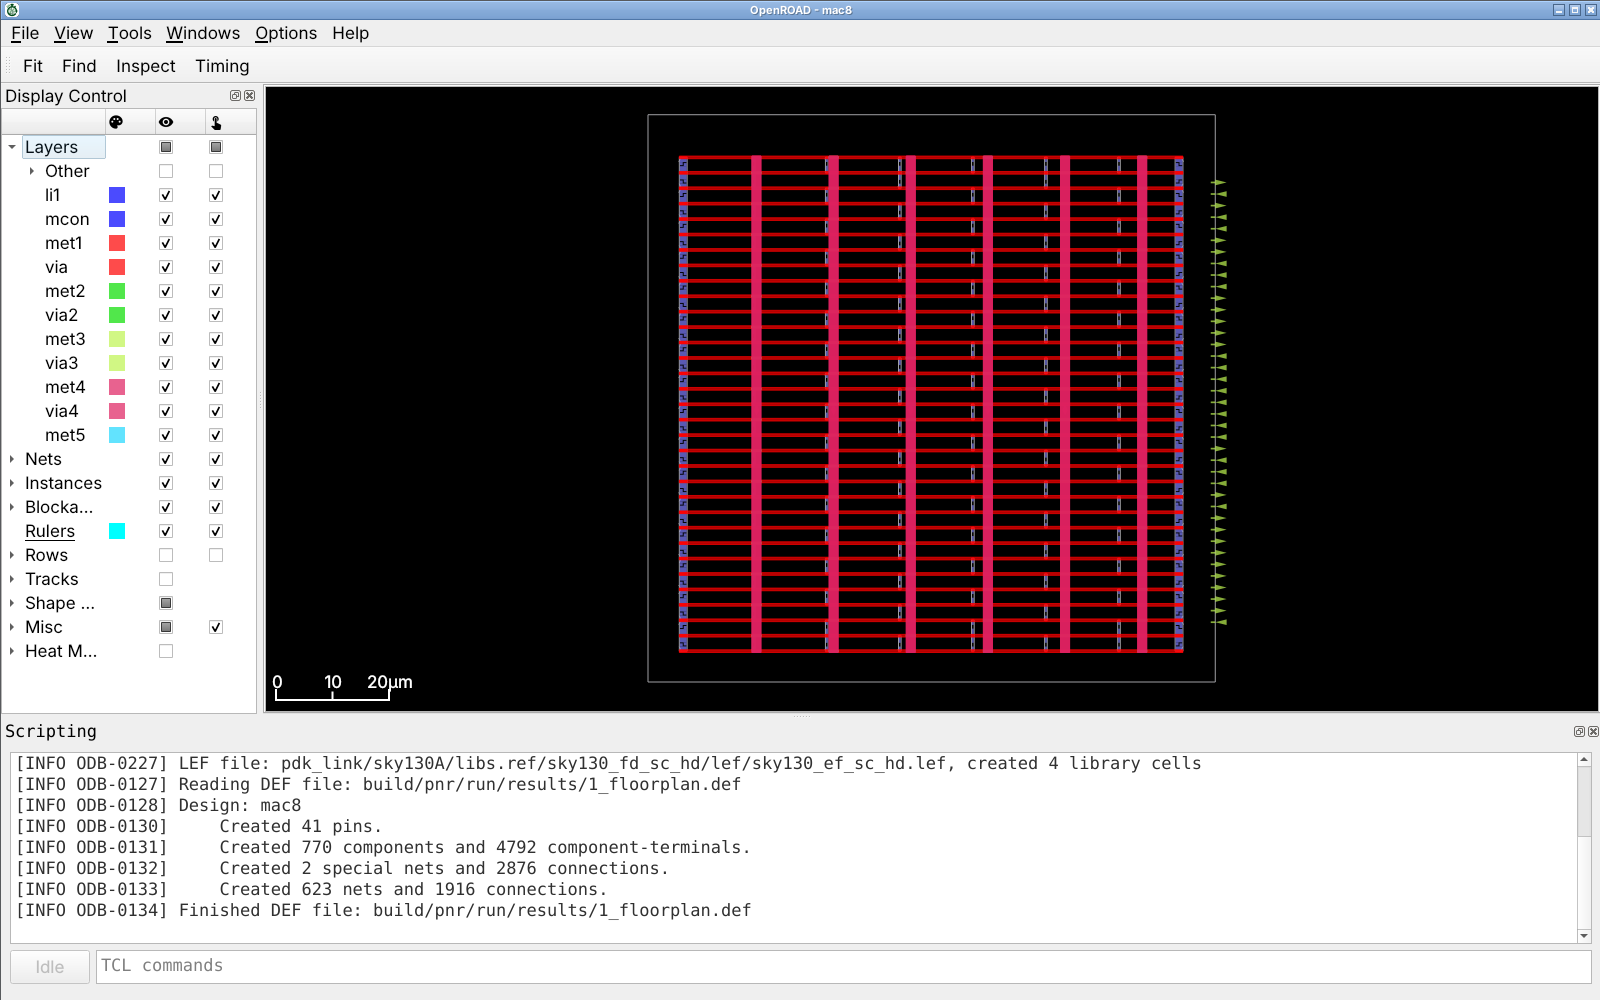 OpenROAD - mac8
File View Tools Windows Options Help
Fit Find Inspect Timing
Display Control
Layers
Other
li1
mcon
met1
via
met2
via2
met3
via3
met4
via4
met5
Nets
Instances
Blocka...
Rulers
Rows
Tracks
Shape ...
Misc
Heat M...
0 10 20μm
Scripting
[INFO ODB-0227] LEF file: pdk_link/sky130A/libs.ref/sky130_fd_sc_hd/lef/sky130_ef_sc_hd.lef, created 4 library cells
[INFO ODB-0127] Reading DEF file: build/pnr/run/results/1_floorplan.def
[INFO ODB-0128] Design: mac8
[INFO ODB-0130]     Created 41 pins.
[INFO ODB-0131]     Created 770 components and 4792 component-terminals.
[INFO ODB-0132]     Created 2 special nets and 2876 connections.
[INFO ODB-0133]     Created 623 nets and 1916 connections.
[INFO ODB-0134] Finished DEF file: build/pnr/run/results/1_floorplan.def
Idle TCL commands